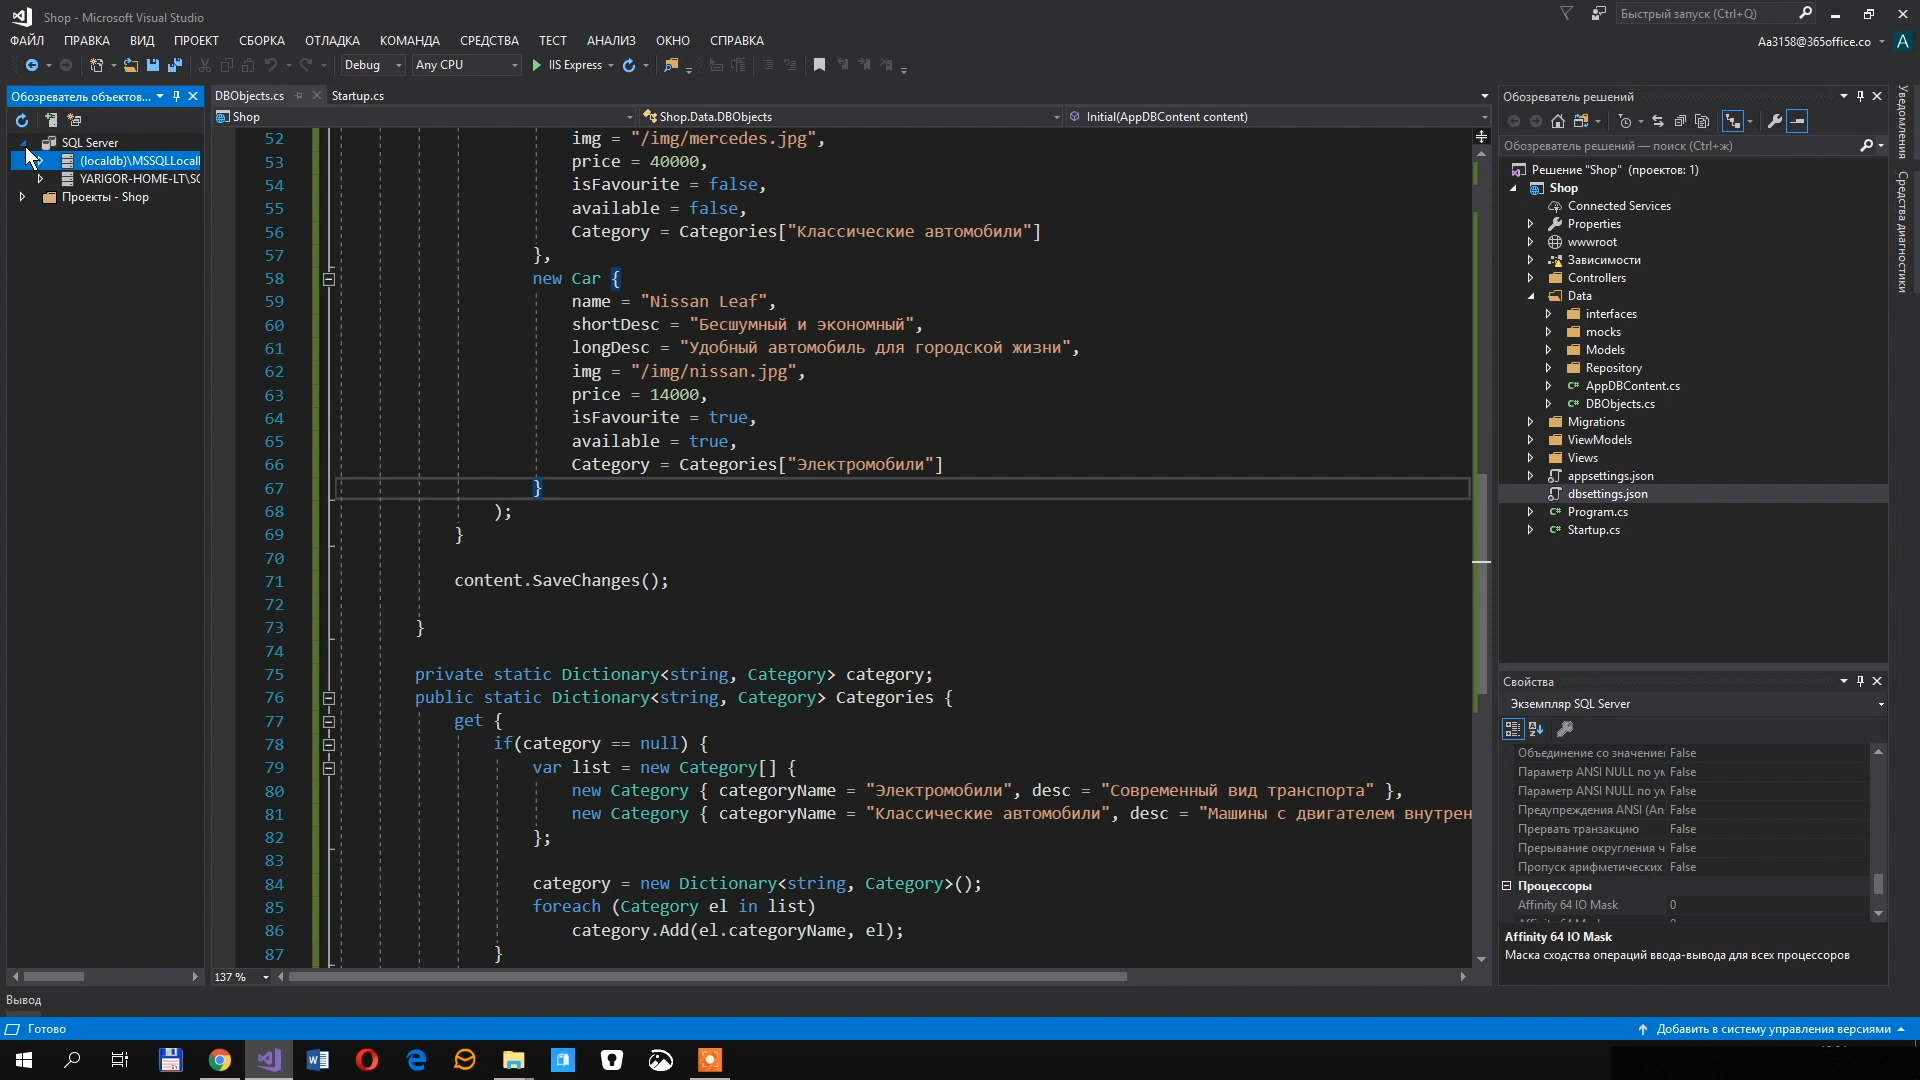 Shop - Microsoft Visual Studio
Быстрый запуск (Ctrl+Q)
ФАЙЛ ПРАВКА ВИД ПРОЕКТ СБОРКА ОТЛАДКА КОМАНДА СРЕДСТВА ТЕСТ АНАЛИЗ ОКНО СПРАВКА
Aa3158@365office.co A
Debug Any CPU IIS Express
Обозреватель объектов...
SQL Server
(localdb)\MSSQLLocalI
YARIGOR-HOME-LT\SC
Проекты - Shop
DBObjects.cs Startup.cs
Shop Shop.Data.DBObjects Initial(AppDBContent content)
52 img = "/img/mercedes.jpg",
53 price = 40000,
54 isFavourite = false,
55 available = false,
56 Category = Categories["Классические автомобили"]
57 },
58 new Car {
59 name = "Nissan Leaf",
60 shortDesc = "Бесшумный и экономный",
61 longDesc = "Удобный автомобиль для городской жизни",
62 img = "/img/nissan.jpg",
63 price = 14000,
64 isFavourite = true,
65 available = true,
66 Category = Categories["Электромобили"]
67 }
68 );
69 }
70
71 content.SaveChanges();
72
73 }
74
75 private static Dictionary<string, Category> category;
76 public static Dictionary<string, Category> Categories {
77 get {
78 if(category == null) {
79 var list = new Category[] {
80 new Category { categoryName = "Электромобили", desc = "Современный вид транспорта" },
81 new Category { categoryName = "Классические автомобили", desc = "Машины с двигателем внутрен
82 };
83
84 category = new Dictionary<string, Category>();
85 foreach (Category el in list)
86 category.Add(el.categoryName, el);
87 }
137 %
Обозреватель решений
Обозреватель решений — поиск (Ctrl+ж)
Решение "Shop" (проектов: 1)
Shop
Connected Services
Properties
wwwroot
Зависимости
Controllers
Data
interfaces
mocks
Models
Repository
AppDBContent.cs
DBObjects.cs
Migrations
ViewModels
Views
appsettings.json
dbsettings.json
Program.cs
Startup.cs
Свойства
Экземпляр SQL Server
Объединение со значением False
Параметр ANSI NULL по ум False
Параметр ANSI NULL по ум False
Предупреждения ANSI (An False
Прервать транзакцию False
Прерывание округления ч False
Пропуск арифметических False
Процессоры
Affinity 64 IO Mask 0
Affinity 64 IO Mask
Маска сходства операций ввода-вывода для всех процессоров
Уведомления
Средства диагностики
Вывод
Готово
Добавить в систему управления версиями